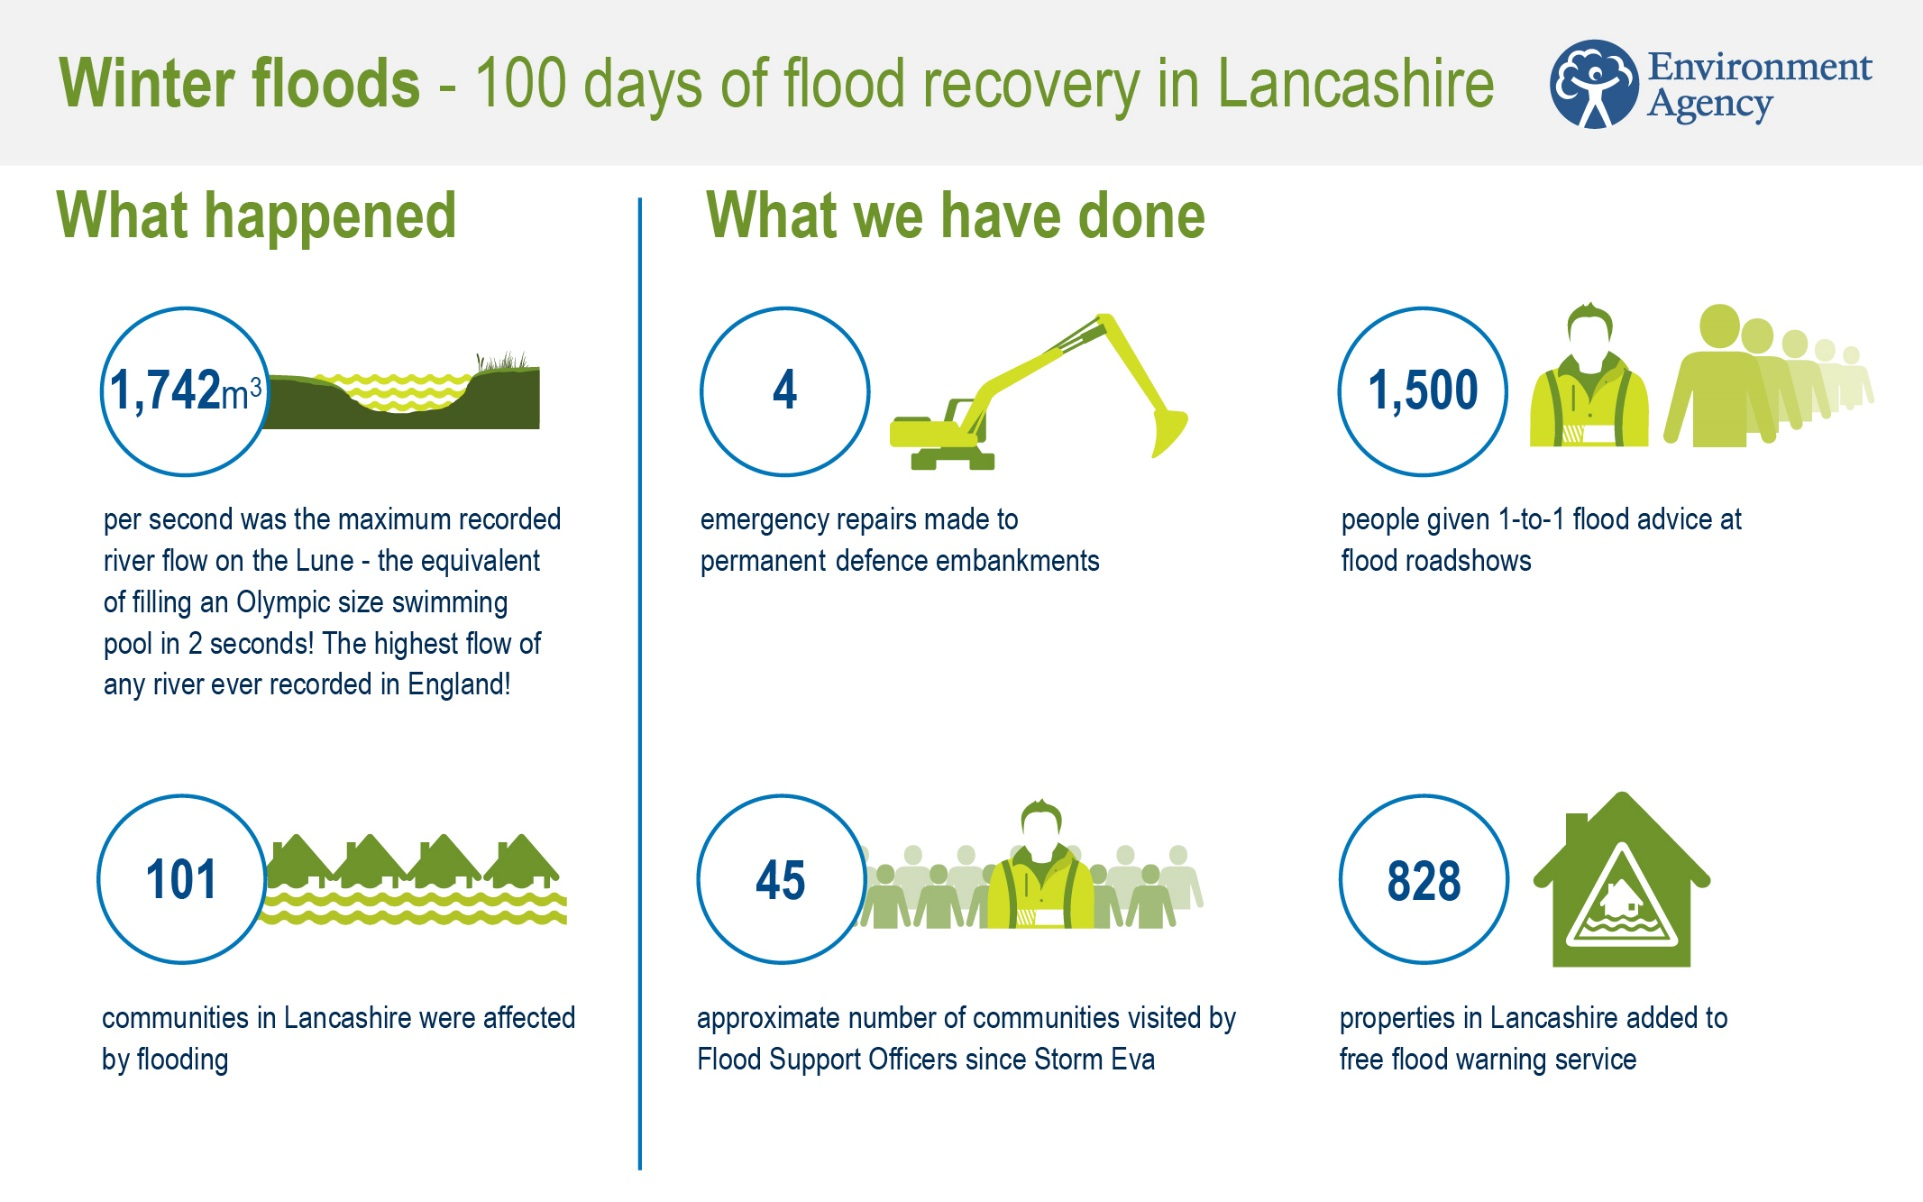 Winter floods - 100 days of flood recovery in Lancashire
Environment
Agency
What happened
1,742m³
per second was the maximum recorded
river flow on the Lune - the equivalent
of filling an Olympic size swimming
pool in 2 seconds! The highest flow of
any river ever recorded in England!
101
communities in Lancashire were affected
by flooding
What we have done
4
emergency repairs made to
permanent defence embankments
1,500
people given 1-to-1 flood advice at
flood roadshows
45
approximate number of communities visited by
Flood Support Officers since Storm Eva
828
properties in Lancashire added to
free flood warning service